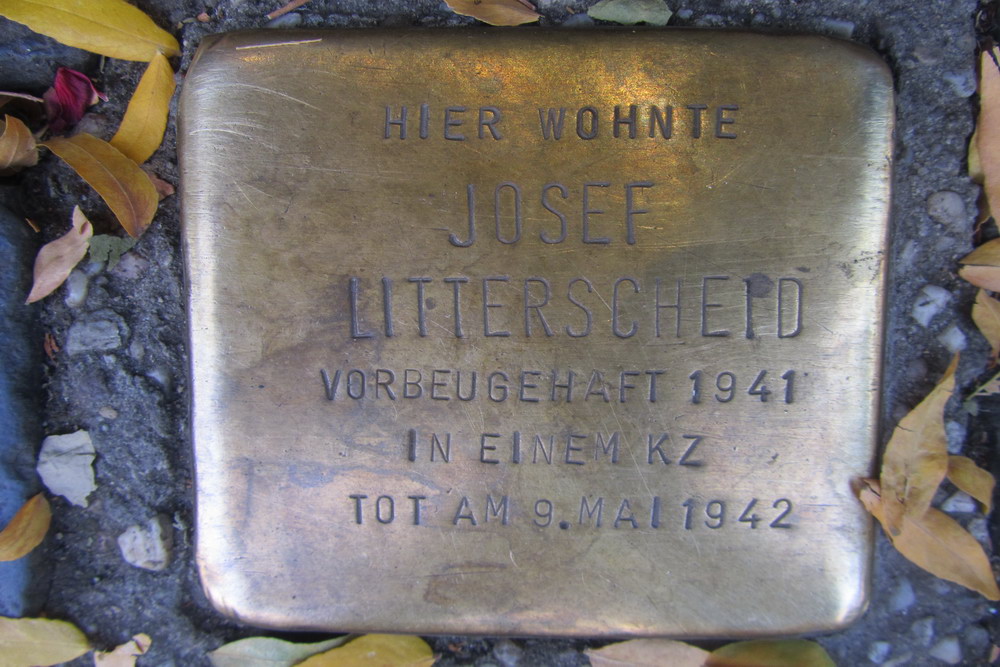 HIER WOHNTE
JOSEF
LITTERSCHEID
VORBEUGEHAFT 1941
IN EINEM KZ
TOT AM 9. MAI 1942